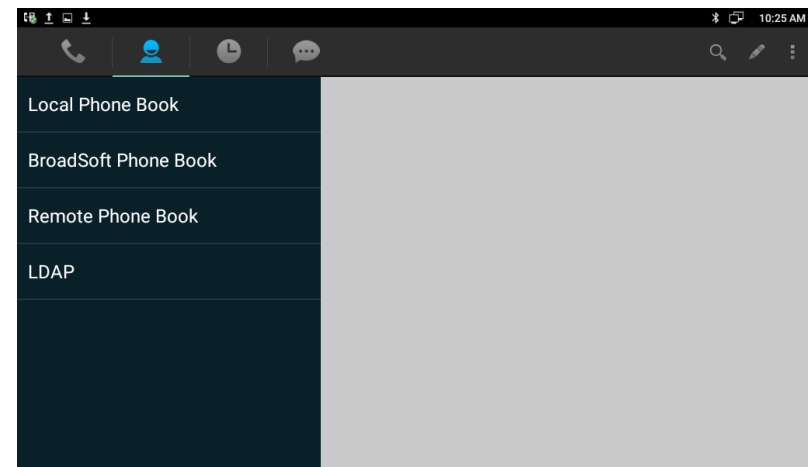 10:25 AM
Local Phone Book
BroadSoft Phone Book
Remote Phone Book
LDAP